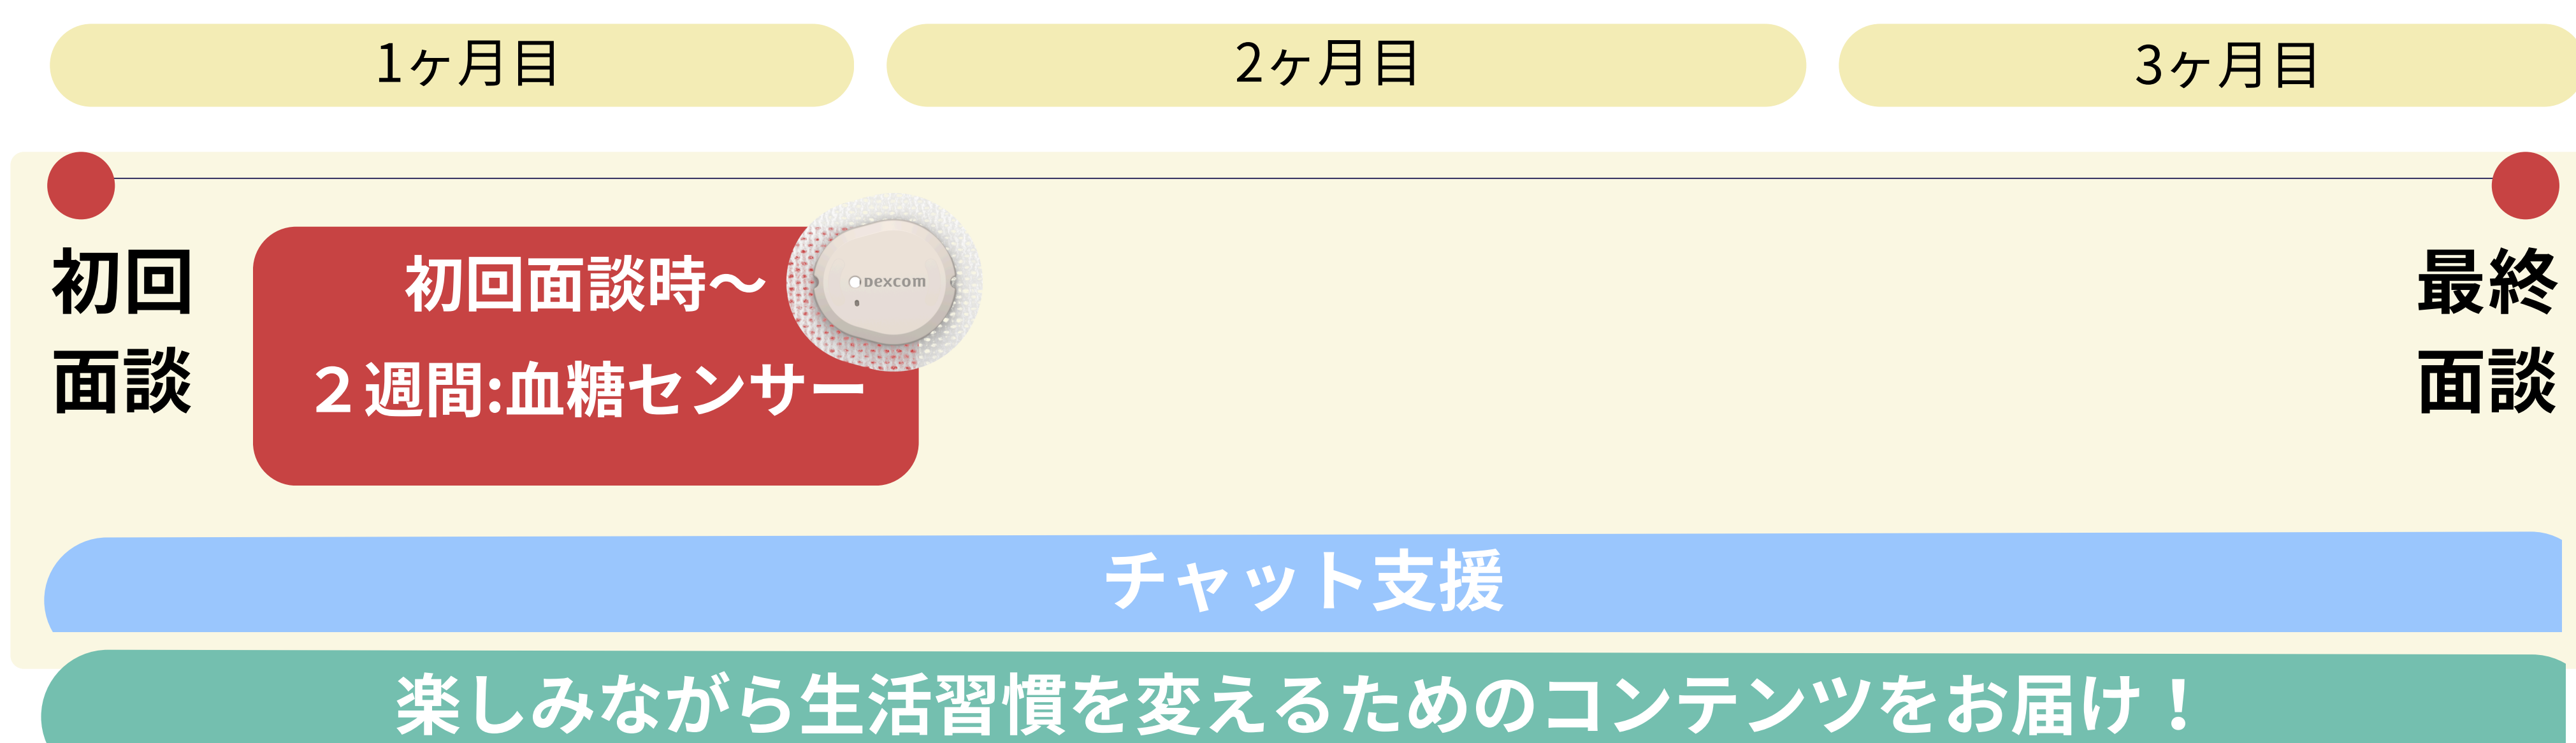 1ヶ月目
2ヶ月目
3ヶ月目
初回
面談
初回面談時～
２週間:血糖センサー
Dexcom
最終
面談
チャット支援
楽しみながら生活習慣を変えるためのコンテンツをお届け！